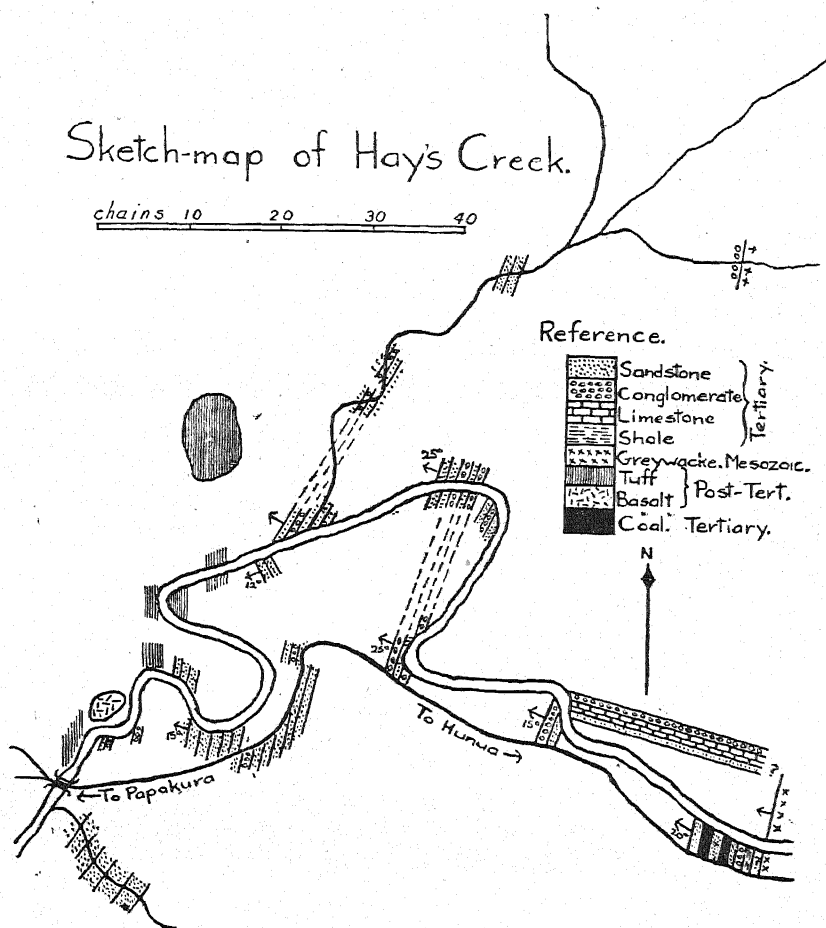 Sketch-map of Hay's Creek.
chains 10 20 30 40
Reference.
Sandstone
Conglomerate
Limestone
Shale
Tertiary.
Greywacke. Mesozoic.
Tuff
Basalt
Post-Tert.
Coal. Tertiary.
N
25°
12°
25°
15°
To Hunua →
15°
?
← To Papakura
20°